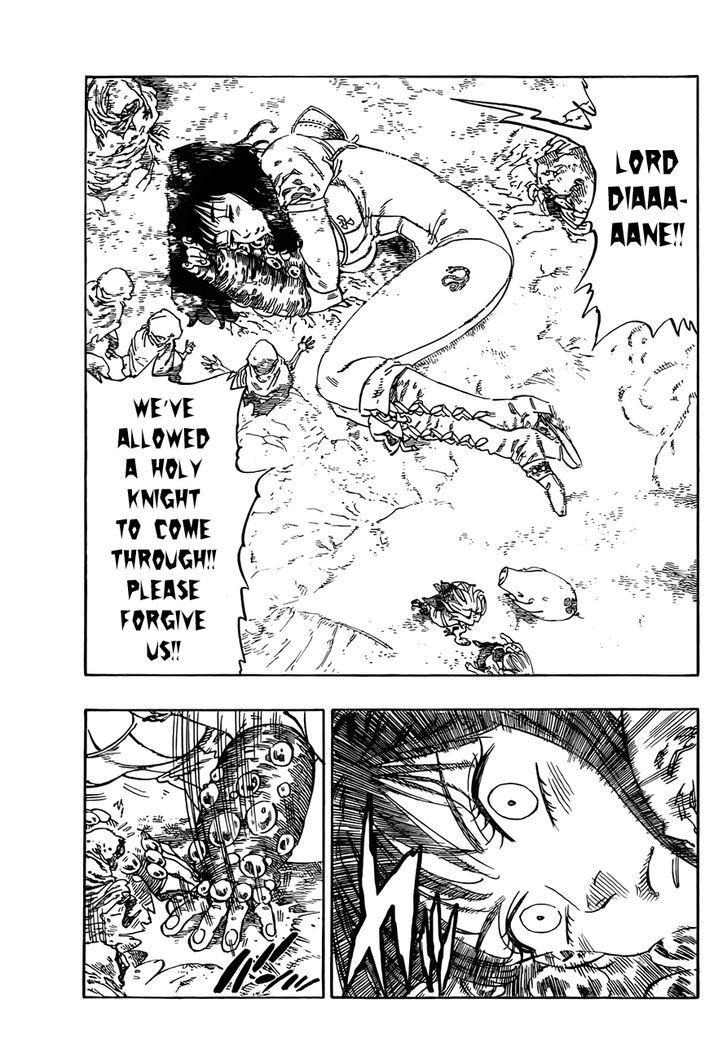 LORD
DIAAA-
AANE!!
WE'VE
ALLOWED
A HOLY
KNIGHT
TO COME
THROUGH!!
PLEASE
FORGIVE
US!!